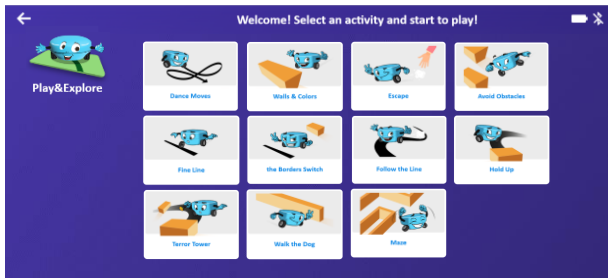 Welcome! Select an activity and start to play!
Play&Explore
Dance Moves
Walls & Colors
Escape
Avoid Obstacles
Fine Line
the Borders Switch
Follow the Line
Hold Up
Terror Tower
Walk the Dog
Maze